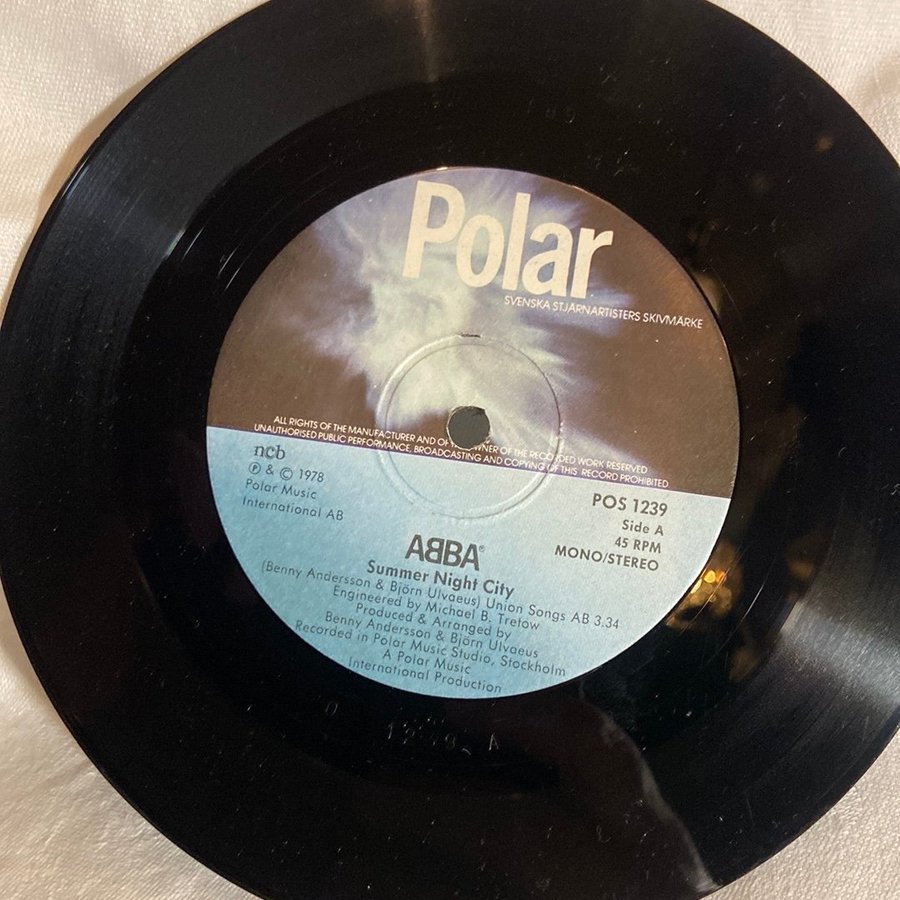 Polar
SVENSKA STJÄRNARTISTERS SKIVMÄRKE
ALL RIGHTS OF THE MANUFACTURER AND OF OWNER OF THE RECORDED WORK RESERVED
UNAUTHORISED PUBLIC PERFORMANCE, BROADCASTING AND COPYING OF THIS RECORD PROHIBITED
ncb
Ⓟ & © 1978
Polar Music
International AB
POS 1239
Side A
45 RPM
MONO/STEREO
ABBA®
Summer Night City
(Benny Andersson & Björn Ulvaeus) Union Songs AB 3.34
Engineered by Michael B. Tretow
Produced & Arranged by
Benny Andersson & Björn Ulvaeus
Recorded in Polar Music Studio, Stockholm
A Polar Music
International Production